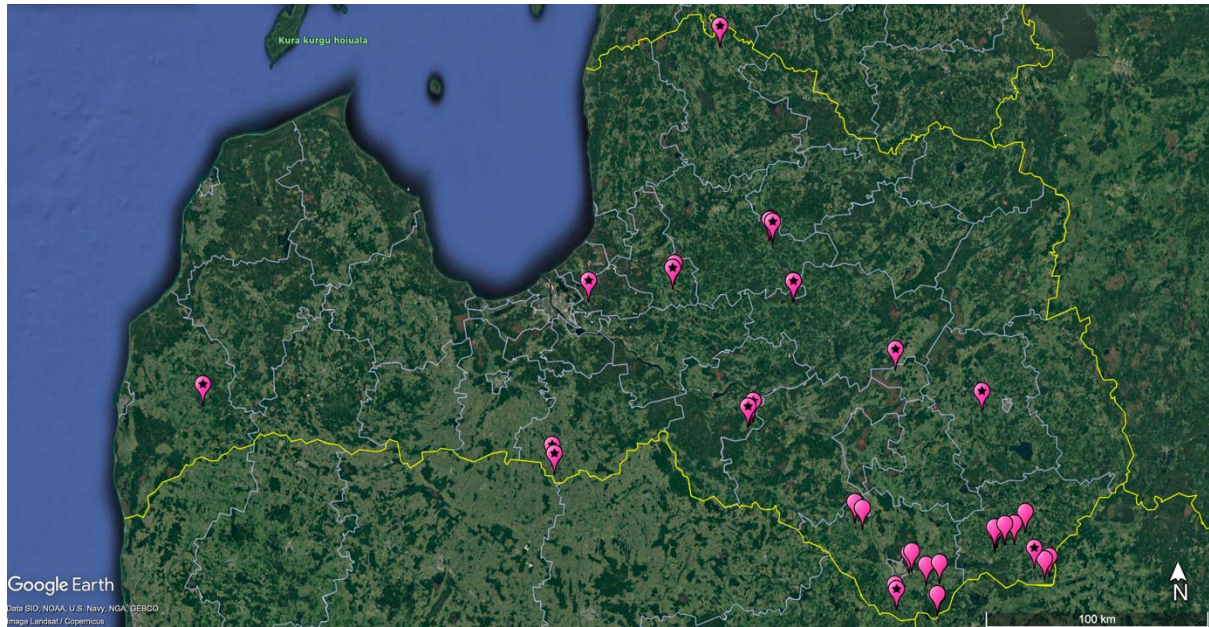 Kura kurgu hoiuala
Google Earth
Data SIO, NOAA, U.S. Navy, NGA, GEBCO
Image Landsat / Copernicus
N
100 km